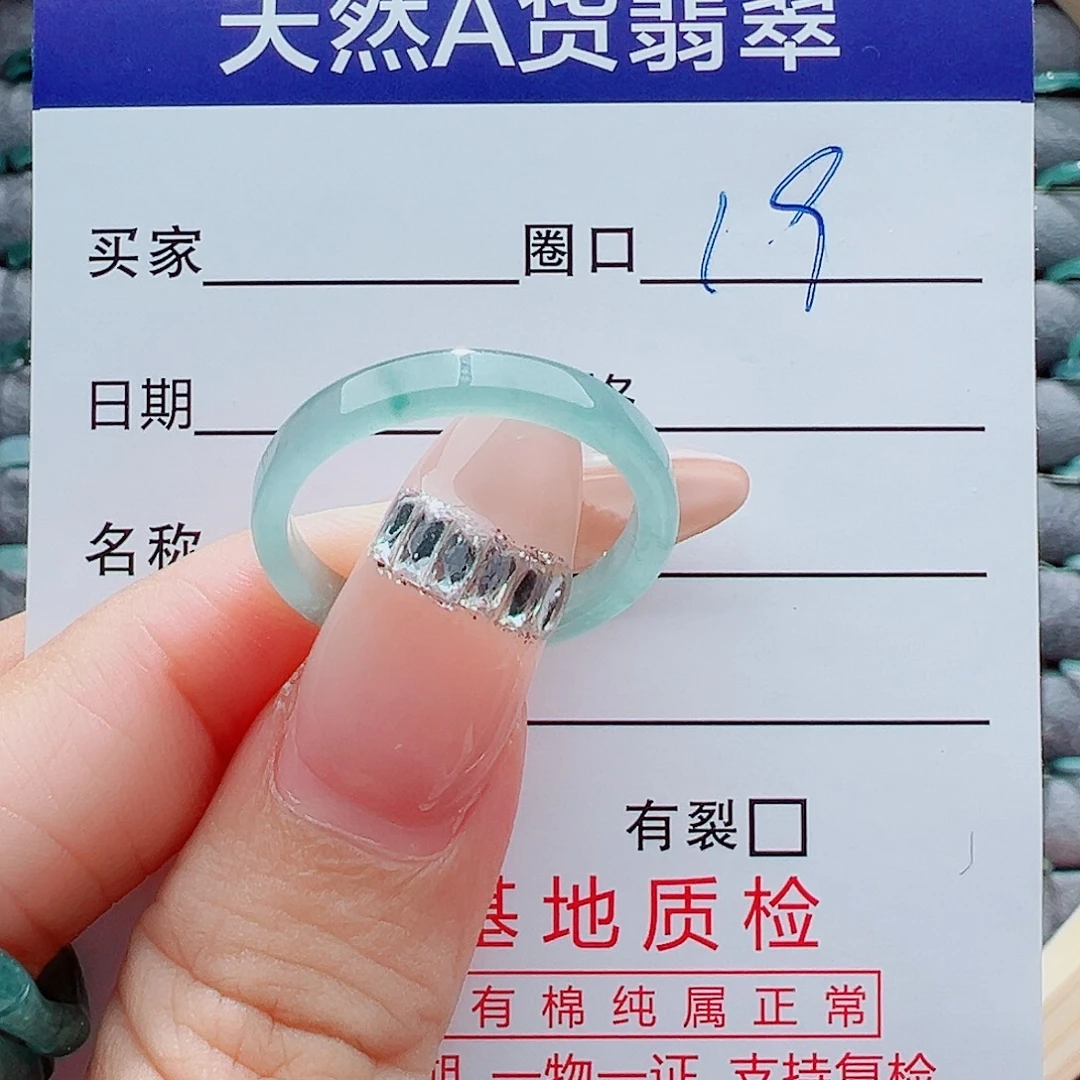 天然A货翡翠
买家 圈口 19
日期
名称
有裂□
基地质检
有棉纯属正常
一物一证 支持复检